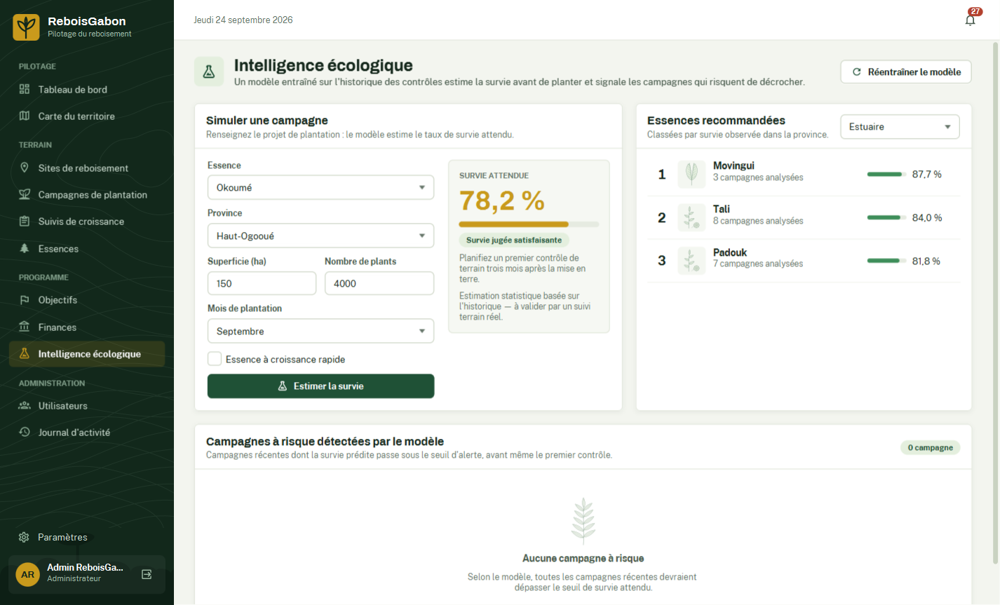 ReboisGabon
Pilotage du reboisement
PILOTAGE
Tableau de bord
Carte du territoire
TERRAIN
Sites de reboisement
Campagnes de plantation
Suivis de croissance
Essences
PROGRAMME
Objectifs
Finances
Intelligence écologique
ADMINISTRATION
Utilisateurs
Journal d'activité
Paramètres
AR
Admin ReboisGa...
Administrateur
Jeudi 24 septembre 2026
27
Intelligence écologique
Un modèle entraîné sur l'historique des contrôles estime la survie avant de planter et signale les campagnes qui risquent de décrocher.
Réentraîner le modèle
Simuler une campagne
Renseignez le projet de plantation : le modèle estime le taux de survie attendu.
Essence
Okoumé
Province
Haut-Ogooué
Superficie (ha)
Nombre de plants
150
4000
Mois de plantation
Septembre
Essence à croissance rapide
Estimer la survie
SURVIE ATTENDUE
78,2 %
Survie jugée satisfaisante
Planifiez un premier contrôle de
terrain trois mois après la mise en
terre.
Estimation statistique basée sur
l'historique — à valider par un suivi
terrain réel.
Essences recommandées
Classées par survie observée dans la province.
Estuaire
1
Movingui
3 campagnes analysées
87,7 %
2
Tali
8 campagnes analysées
84,0 %
3
Padouk
7 campagnes analysées
81,8 %
Campagnes à risque détectées par le modèle
Campagnes récentes dont la survie prédite passe sous le seuil d'alerte, avant même le premier contrôle.
0 campagne
Aucune campagne à risque
Selon le modèle, toutes les campagnes récentes devraient
dépasser le seuil de survie attendu.